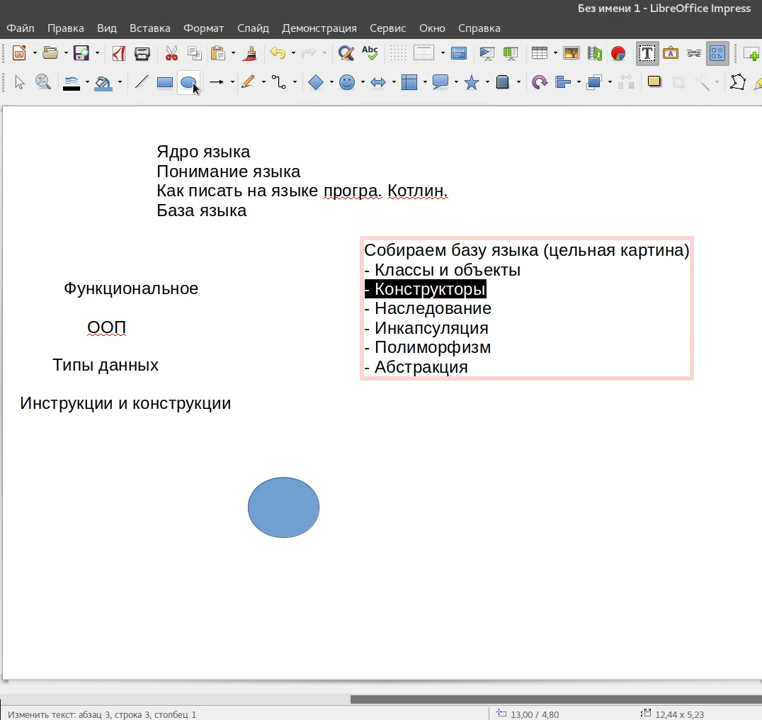 Без имени 1 - LibreOffice Impress
Файл Правка Вид Вставка Формат Слайд Демонстрация Сервис Окно Справка
Ядро языка
Понимание языка
Как писать на языке програ. Котлин.
База языка
Собираем базу языка (цельная картина)
- Классы и объекты
- Конструкторы
- Наследование
- Инкапсуляция
- Полиморфизм
- Абстракция
Функциональное
ООП
Типы данных
Инструкции и конструкции
Изменить текст: абзац 3, строка 3, столбец 1 13,00 / 4,80 12,44 x 5,23